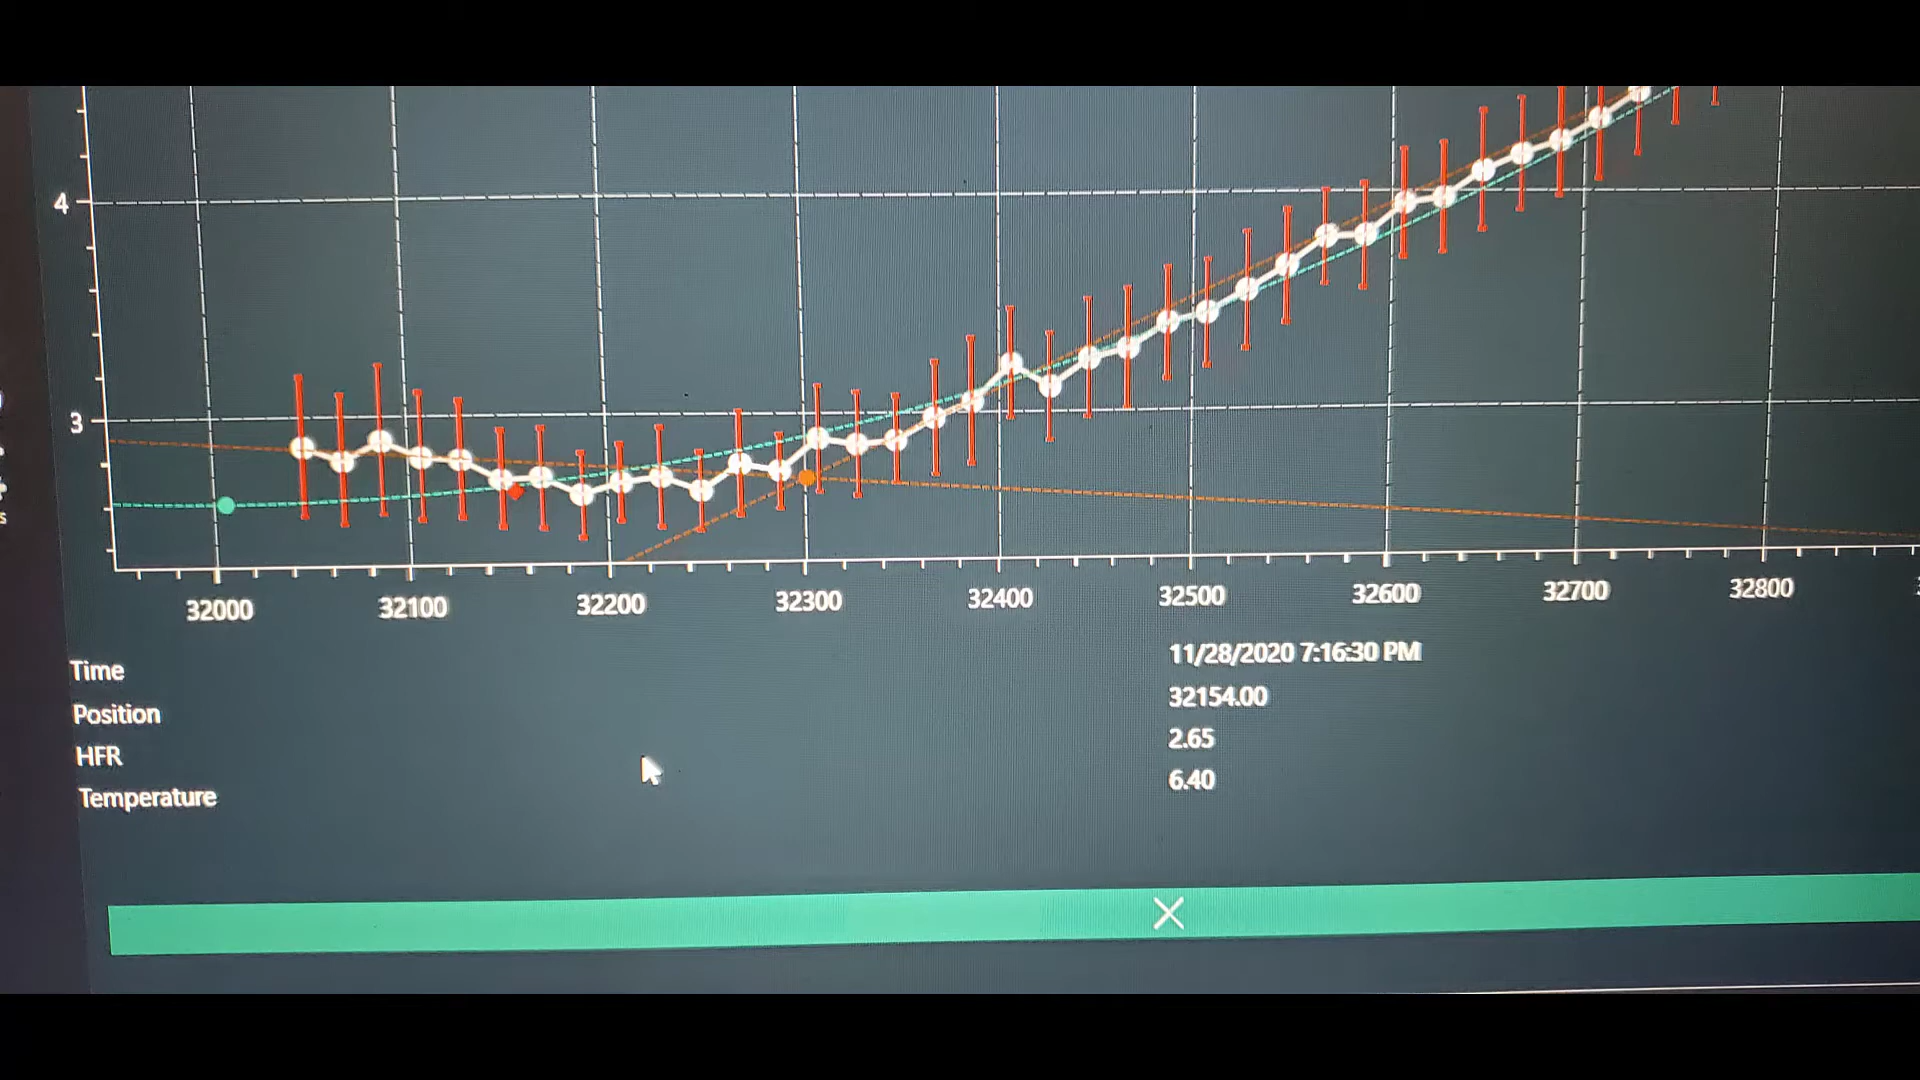 4
3
32000 32100 32200 32300 32400 32500 32600 32700 32800
Time 11/28/2020 7:16:30 PM
Position 32154.00
HFR 2.65
Temperature 6.40